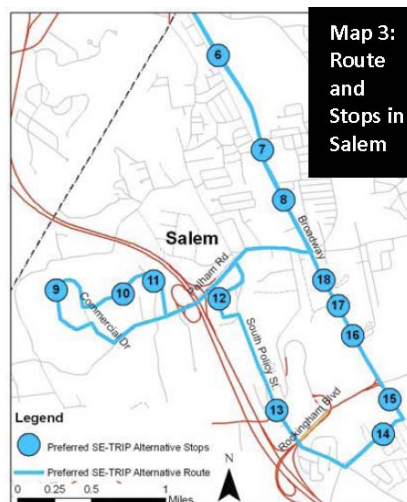 Map 3:
Route
and
Stops in
Salem
6
7
8
Broadway
Salem
Pelham Rd
9
10
11
Commercial Dr
12
18
17
16
South Policy St
15
13
Rockingham Blvd
14
Legend
Preferred SE-TRIP Alternative Stops
Preferred SE-TRIP Alternative Route
N
0 0.25 0.5 1
Miles